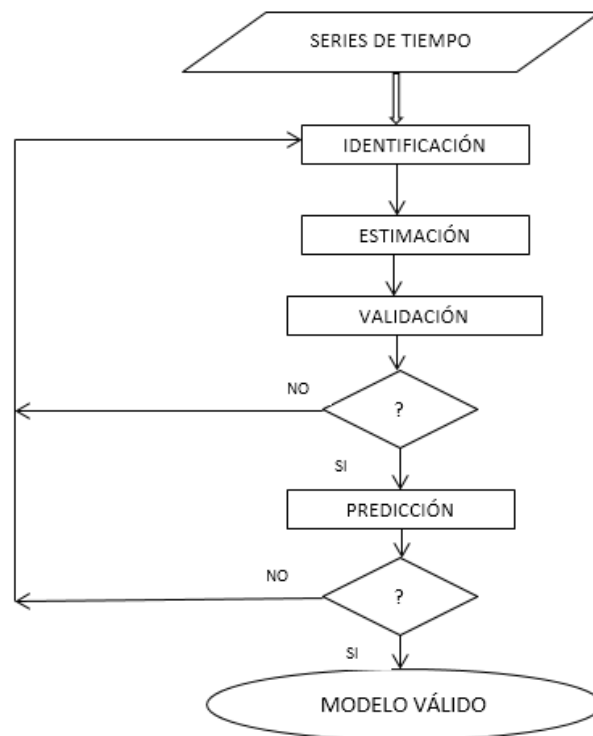 SERIES DE TIEMPO
IDENTIFICACIÓN
ESTIMACIÓN
VALIDACIÓN
NO
?
SI
PREDICCIÓN
NO
?
SI
MODELO VÁLIDO